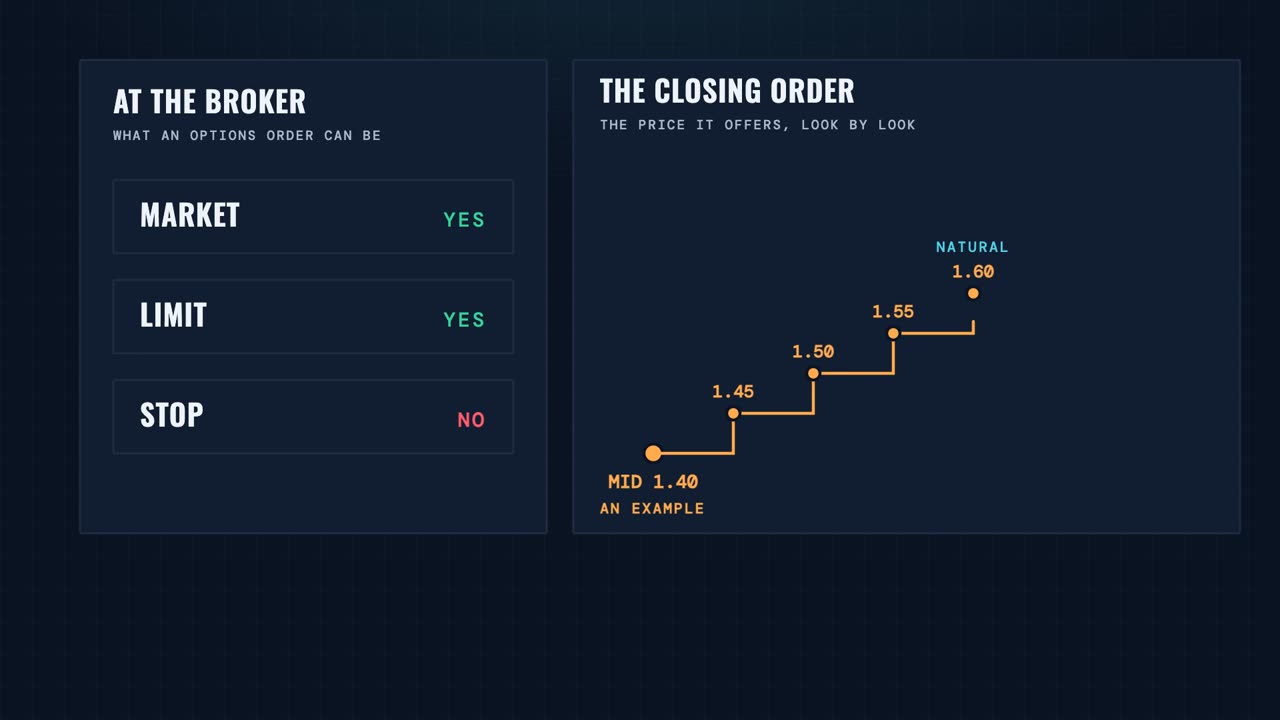 AT THE BROKER
WHAT AN OPTIONS ORDER CAN BE
MARKET YES
LIMIT YES
STOP NO
THE CLOSING ORDER
THE PRICE IT OFFERS, LOOK BY LOOK
NATURAL
1.60
1.55
1.50
1.45
MID 1.40
AN EXAMPLE